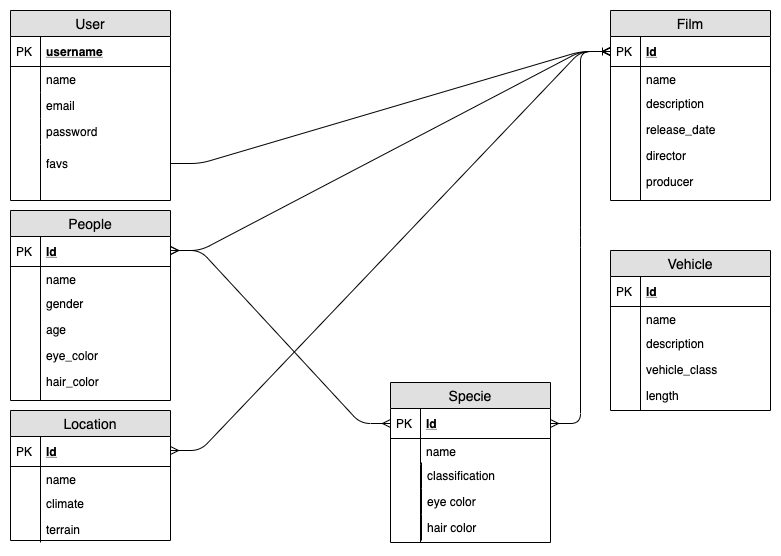 User
PK username
name
email
password
favs
People
PK Id
name
gender
age
eye_color
hair_color
Location
PK Id
name
climate
terrain
Specie
PK Id
name
classification
eye color
hair color
Film
PK Id
name
description
release_date
director
producer
Vehicle
PK Id
name
description
vehicle_class
length